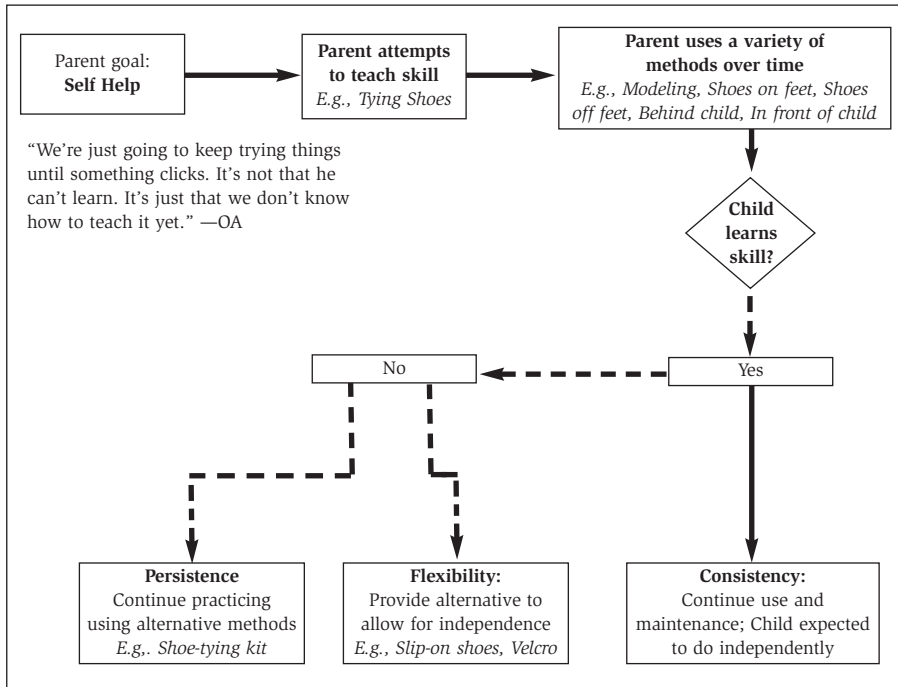 Parent goal:
Self Help
Parent attempts
to teach skill
E.g., Tying Shoes
Parent uses a variety of
methods over time
E.g., Modeling, Shoes on feet, Shoes
off feet, Behind child, In front of child
“We’re just going to keep trying things
until something clicks. It’s not that he
can’t learn. It’s just that we don’t know
how to teach it yet.” —OA
Child
learns
skill?
No
Yes
Persistence
Continue practicing
using alternative methods
E.g,. Shoe-tying kit
Flexibility:
Provide alternative to
allow for independence
E.g., Slip-on shoes, Velcro
Consistency:
Continue use and
maintenance; Child expected
to do independently